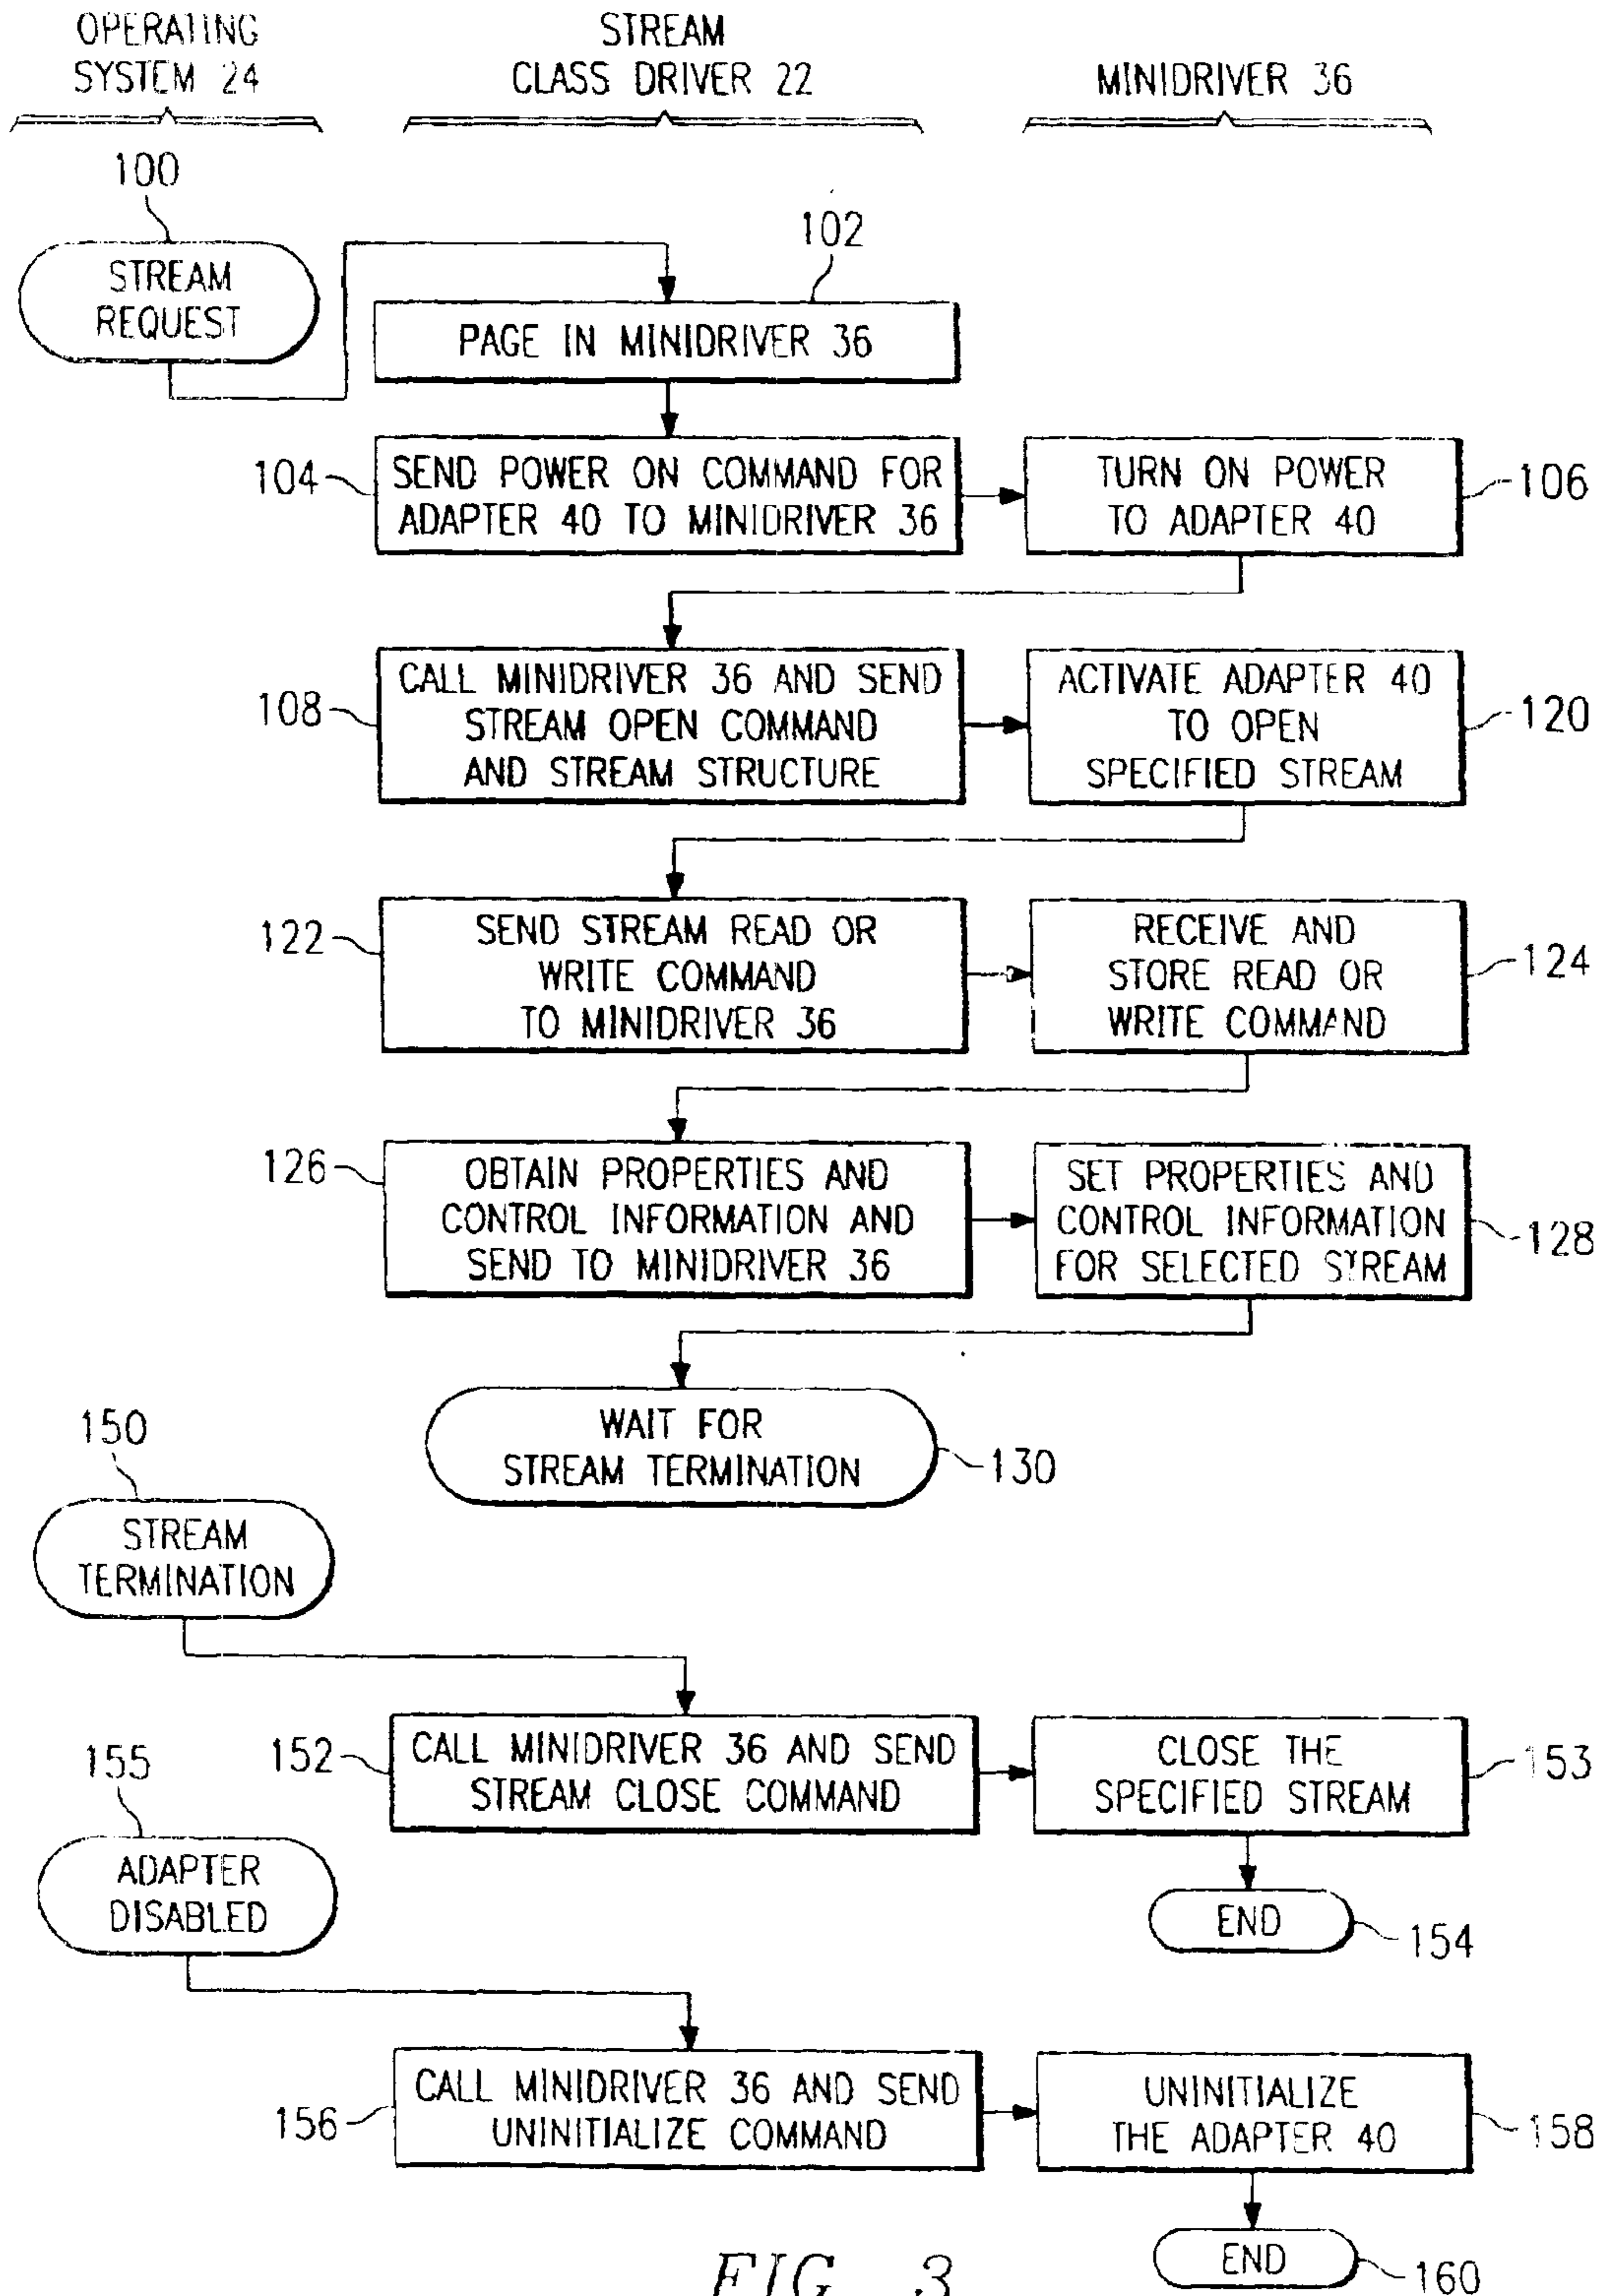 OPERATING
SYSTEM 24
STREAM
CLASS DRIVER 22
MINIDRIVER 36
100
STREAM
REQUEST
102
PAGE IN MINIDRIVER 36
104
SEND POWER ON COMMAND FOR
ADAPTER 40 TO MINIDRIVER 36
TURN ON POWER
TO ADAPTER 40
106
108
CALL MINIDRIVER 36 AND SEND
STREAM OPEN COMMAND
AND STREAM STRUCTURE
ACTIVATE ADAPTER 40
TO OPEN
SPECIFIED STREAM
120
122
SEND STREAM READ OR
WRITE COMMAND
TO MINIDRIVER 36
RECEIVE AND
STORE READ OR
WRITE COMMAND
124
126
OBTAIN PROPERTIES AND
CONTROL INFORMATION AND
SEND TO MINIDRIVER 36
SET PROPERTIES AND
CONTROL INFORMATION
FOR SELECTED STREAM
128
WAIT FOR
STREAM TERMINATION
130
150
STREAM
TERMINATION
152
CALL MINIDRIVER 36 AND SEND
STREAM CLOSE COMMAND
CLOSE THE
SPECIFIED STREAM
153
END
154
155
ADAPTER
DISABLED
156
CALL MINIDRIVER 36 AND SEND
UNINITIALIZE COMMAND
UNINITIALIZE
THE ADAPTER 40
158
END
160
FIG. 3